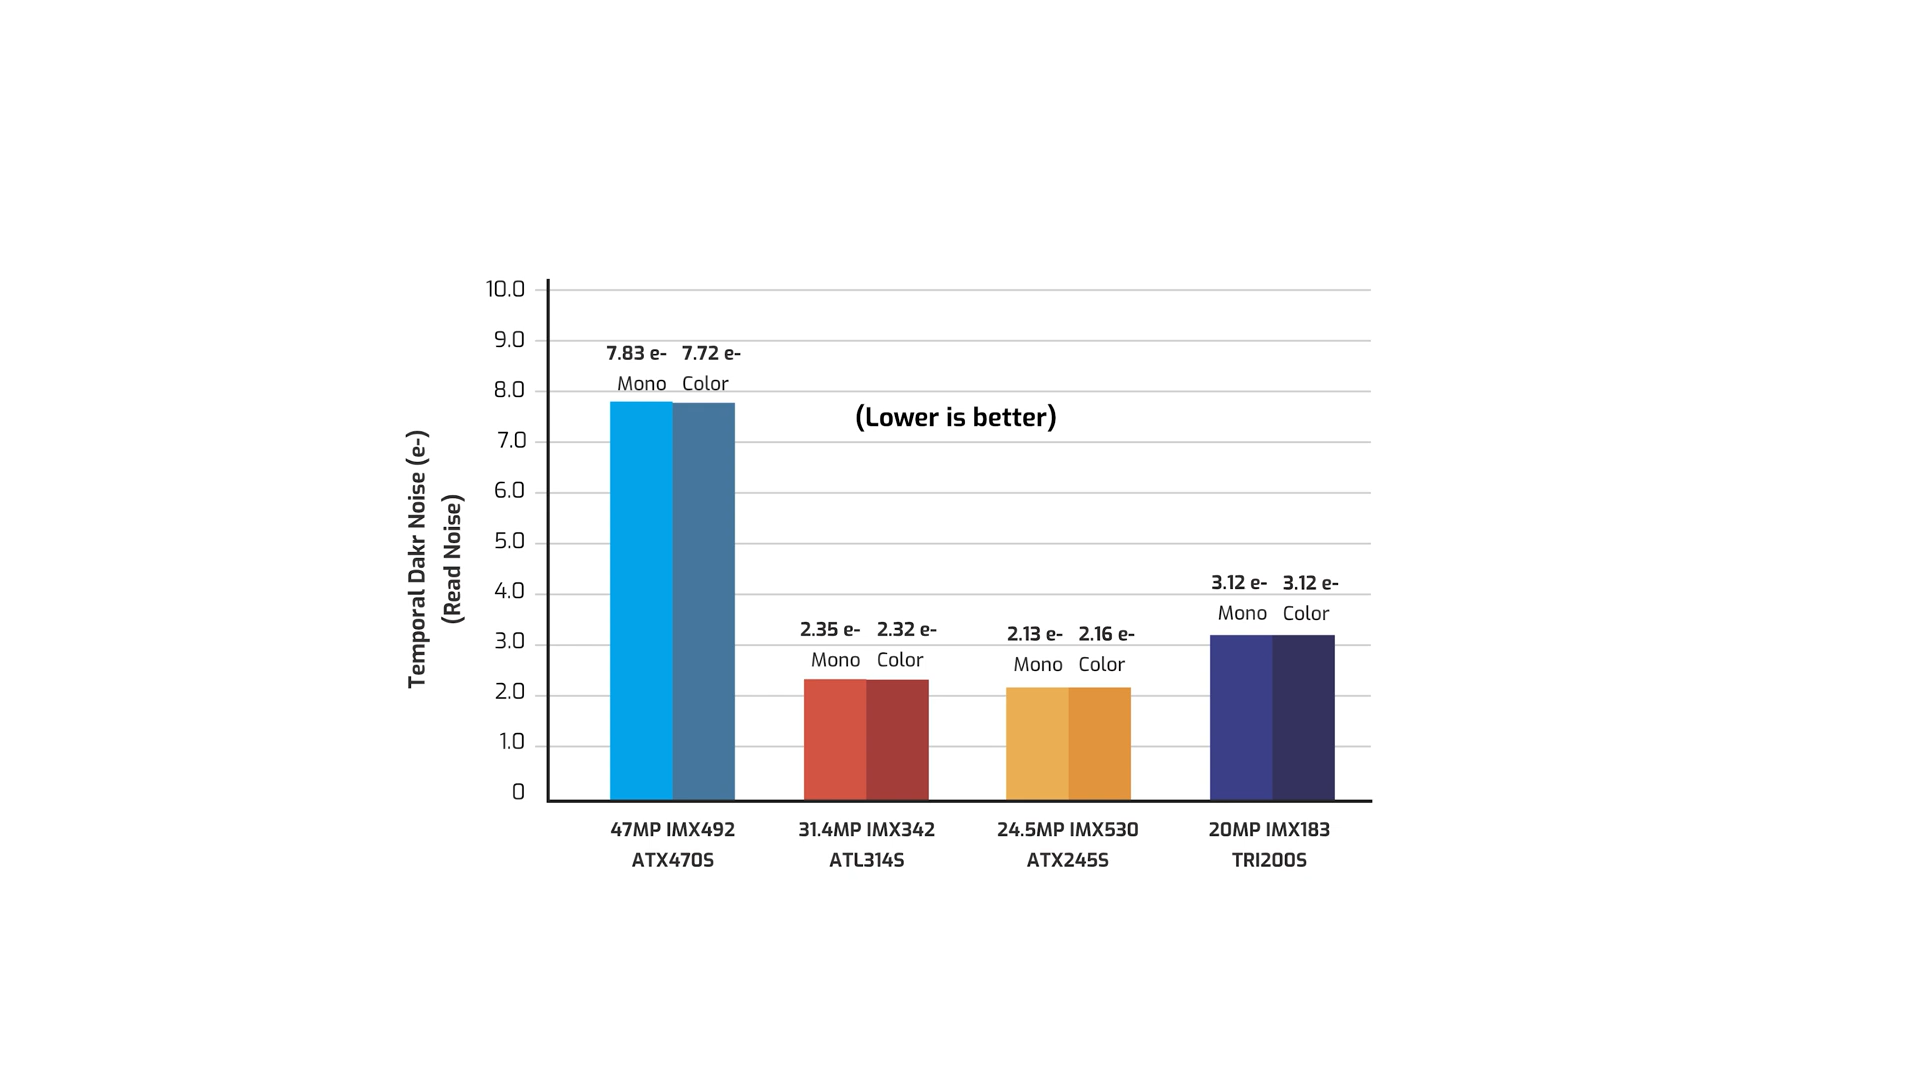 10.0
9.0
7.83 e- 7.72 e-
Mono Color
8.0
(Lower is better)
7.0
6.0
5.0
4.0
3.0
2.0
1.0
0
Temporal Dakr Noise (e-)
(Read Noise)
2.35 e- 2.32 e-
Mono Color
2.13 e- 2.16 e-
Mono Color
3.12 e- 3.12 e-
Mono Color
47MP IMX492
ATX470S
31.4MP IMX342
ATL314S
24.5MP IMX530
ATX245S
20MP IMX183
TRI200S